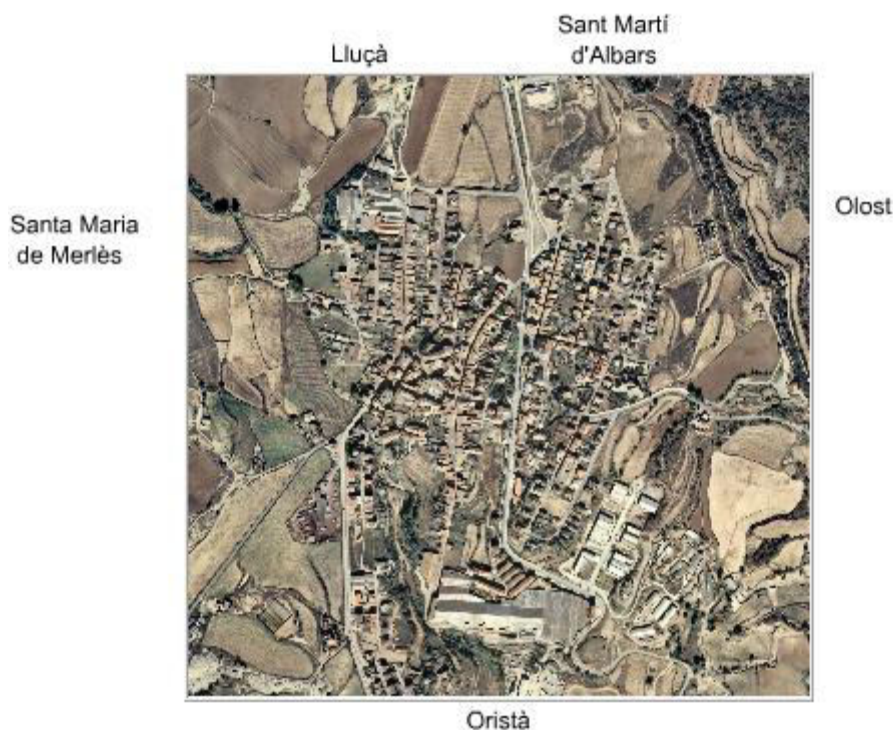 Lluçà
Sant Martí
d'Albars
Santa Maria
de Merlès
Olost
Oristà